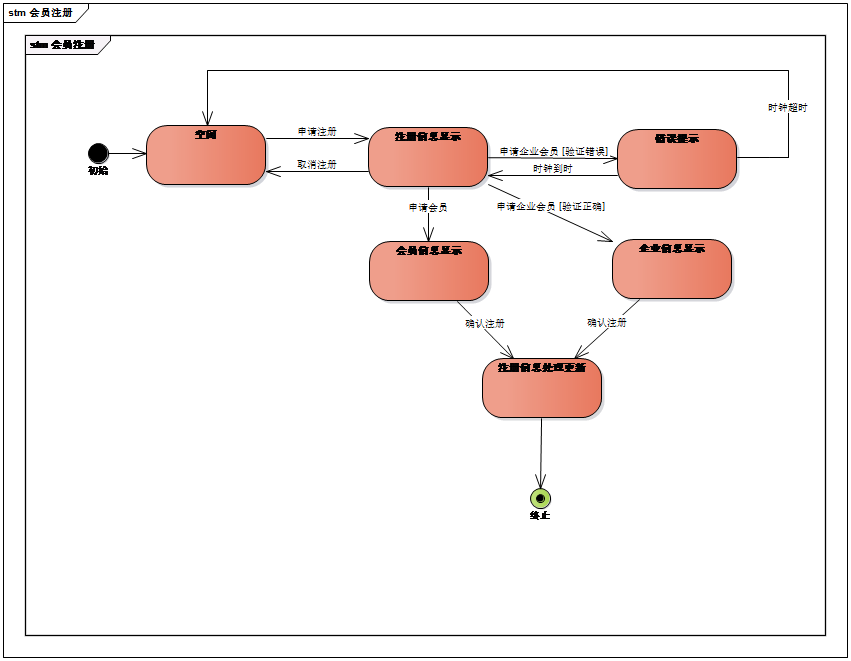 stm 会员注册
stm 会员注册
时钟超时
空闲
申请注册
注册信息显示
错误提示
申请企业会员 [验证错误]
取消注册
时钟到时
初始
申请会员
申请企业会员 [验证正确]
会员信息显示
企业信息显示
确认注册
确认注册
注册信息处理更新
终止